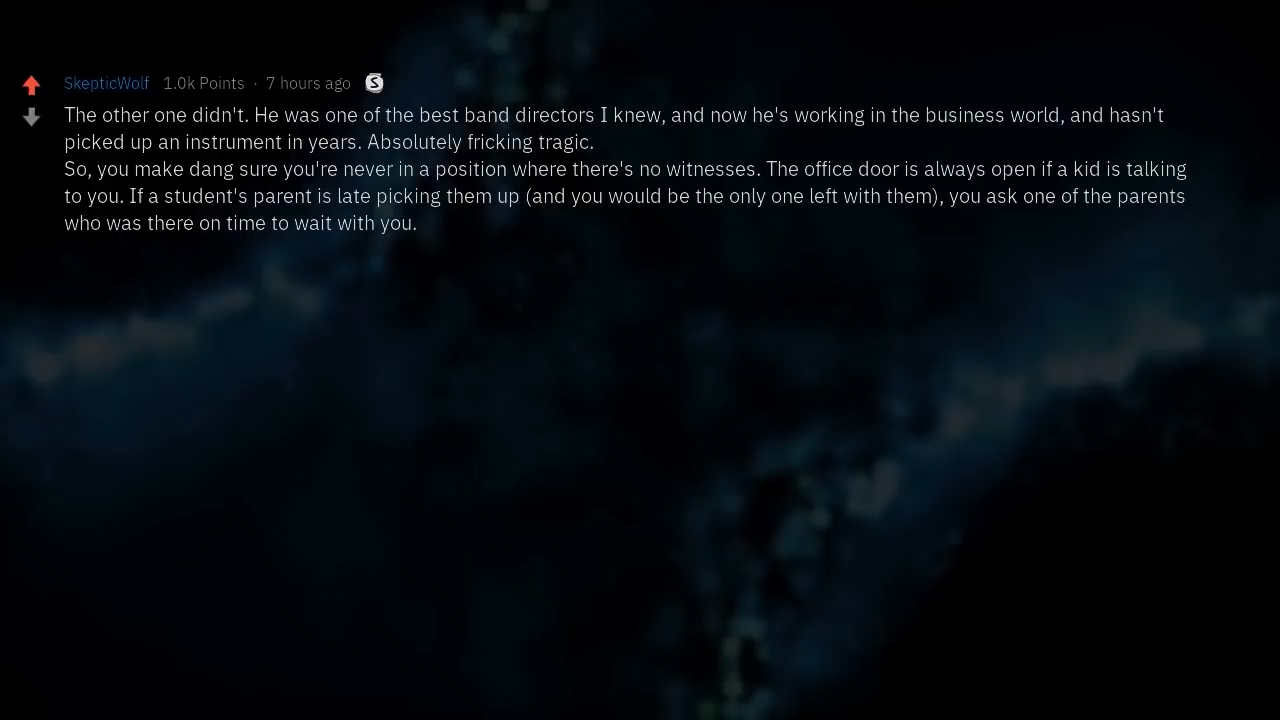 SkepticWolf 1.0k Points · 7 hours ago S
The other one didn't. He was one of the best band directors I knew, and now he's working in the business world, and hasn't
picked up an instrument in years. Absolutely fricking tragic.
So, you make dang sure you're never in a position where there's no witnesses. The office door is always open if a kid is talking
to you. If a student's parent is late picking them up (and you would be the only one left with them), you ask one of the parents
who was there on time to wait with you.